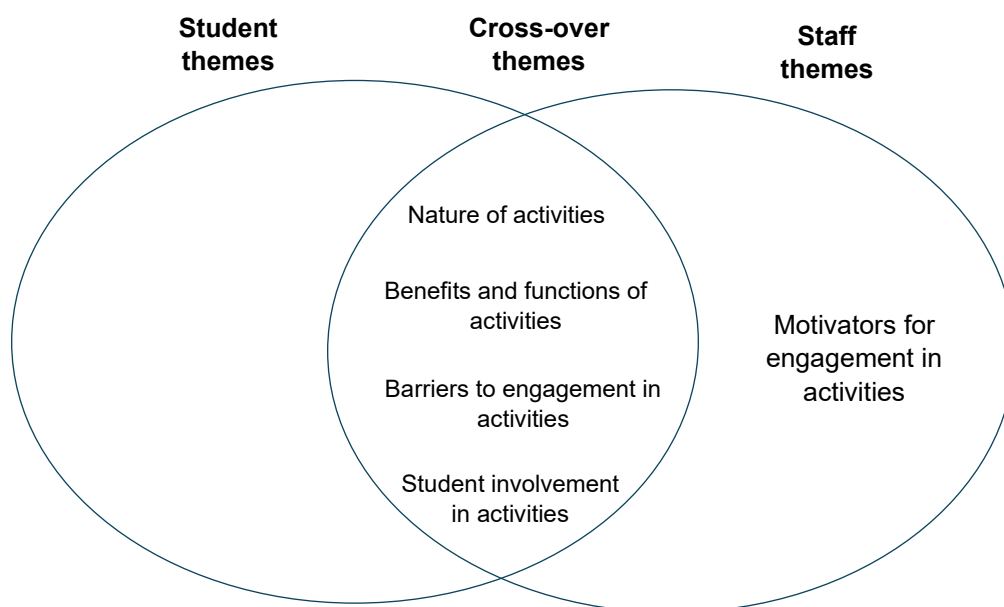 Student
themes
Cross-over
themes
Staff
themes
Nature of activities
Benefits and functions of
activities
Barriers to engagement in
activities
Student involvement
in activities
Motivators for
engagement in
activities